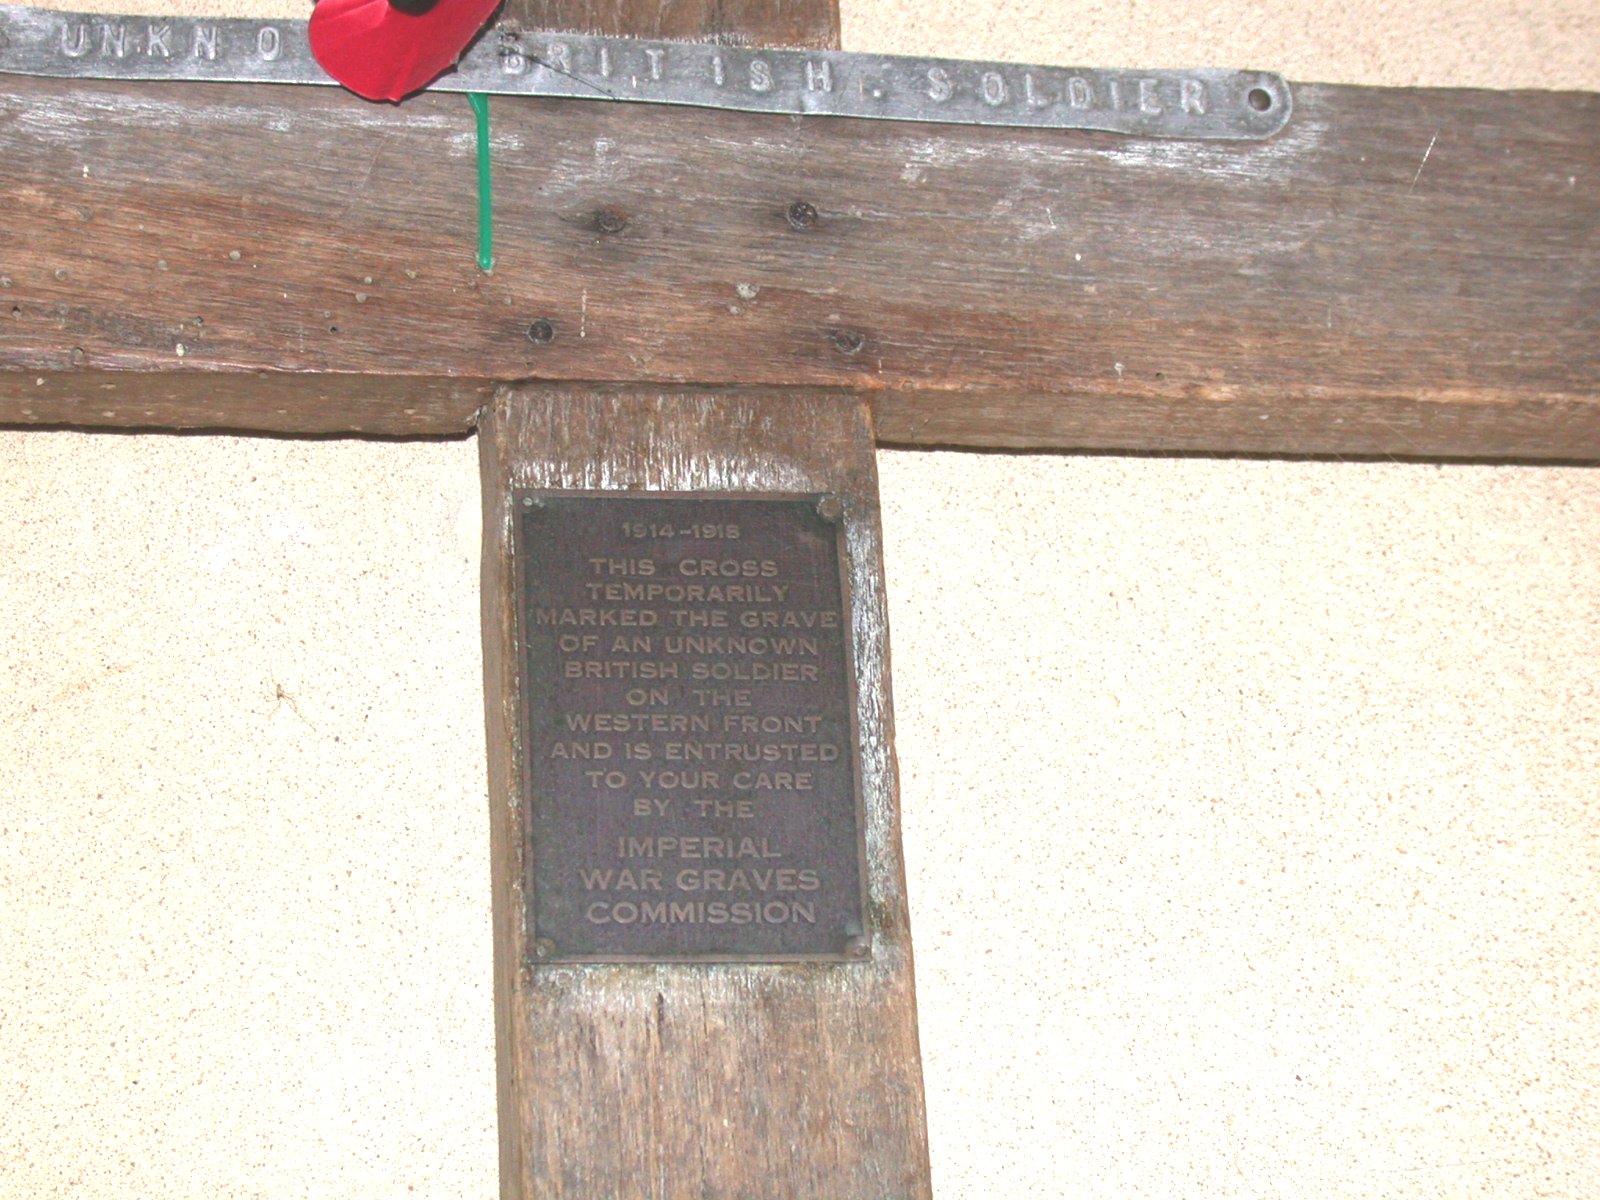 UNKNO BRITISH. SOLDIER
1914-1918
THIS CROSS
TEMPORARILY
MARKED THE GRAVE
OF AN UNKNOWN
BRITISH SOLDIER
ON THE
WESTERN FRONT
AND IS ENTRUSTED
TO YOUR CARE
BY THE
IMPERIAL
WAR GRAVES
COMMISSION